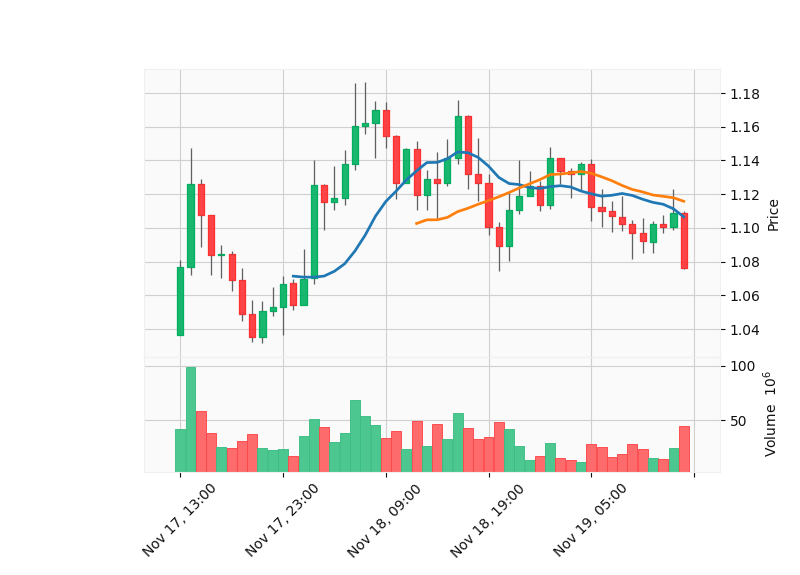 1.18
1.16
1.14
1.12
1.10
1.08
1.06
1.04
Price
100
50
Volume 10⁶
Nov 17, 13:00
Nov 17, 23:00
Nov 18, 09:00
Nov 18, 19:00
Nov 19, 05:00